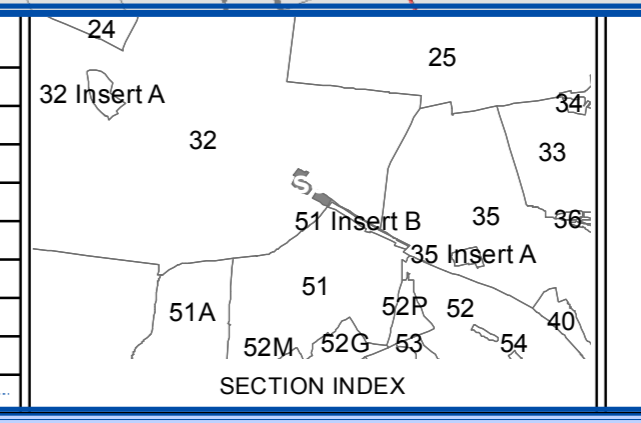 24
25
32 Insert A
34
32
33
S
51 Insert B
35
36
35 Insert A
51
51A
52P
52
40
52M
52G
53
54
SECTION INDEX